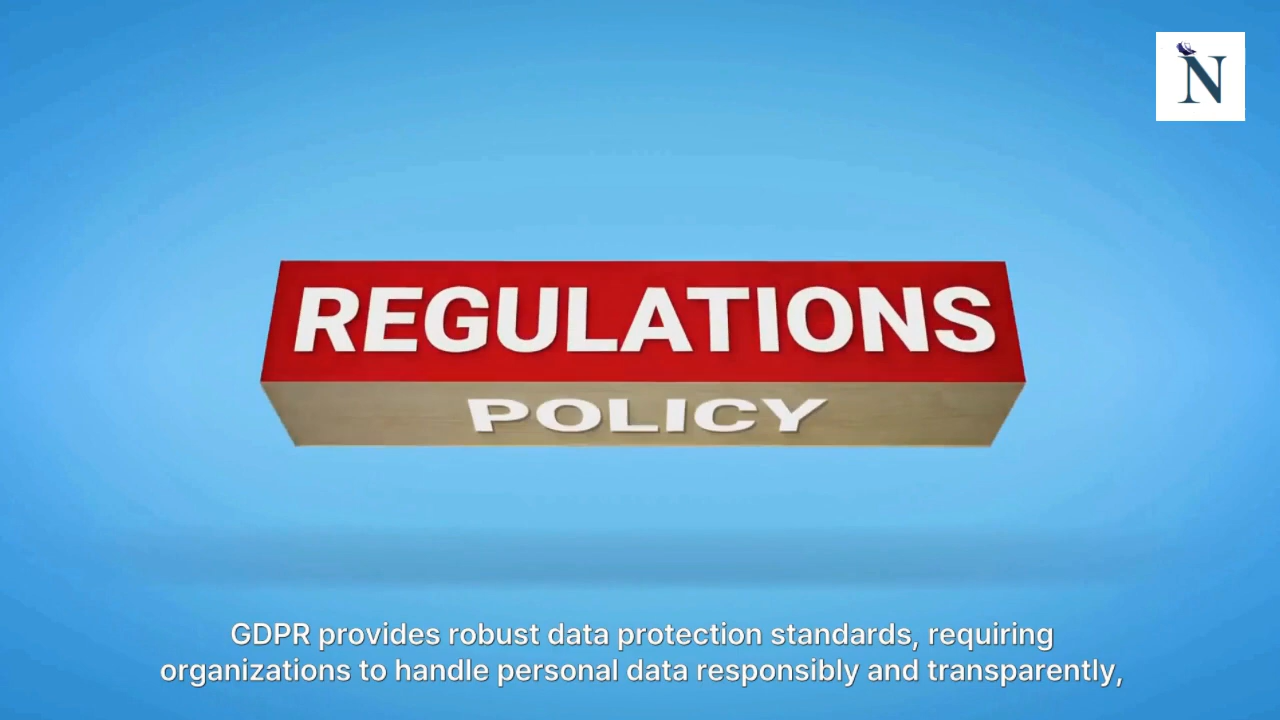 N
REGULATIONS
POLICY
GDPR provides robust data protection standards, requiring
organizations to handle personal data responsibly and transparently,